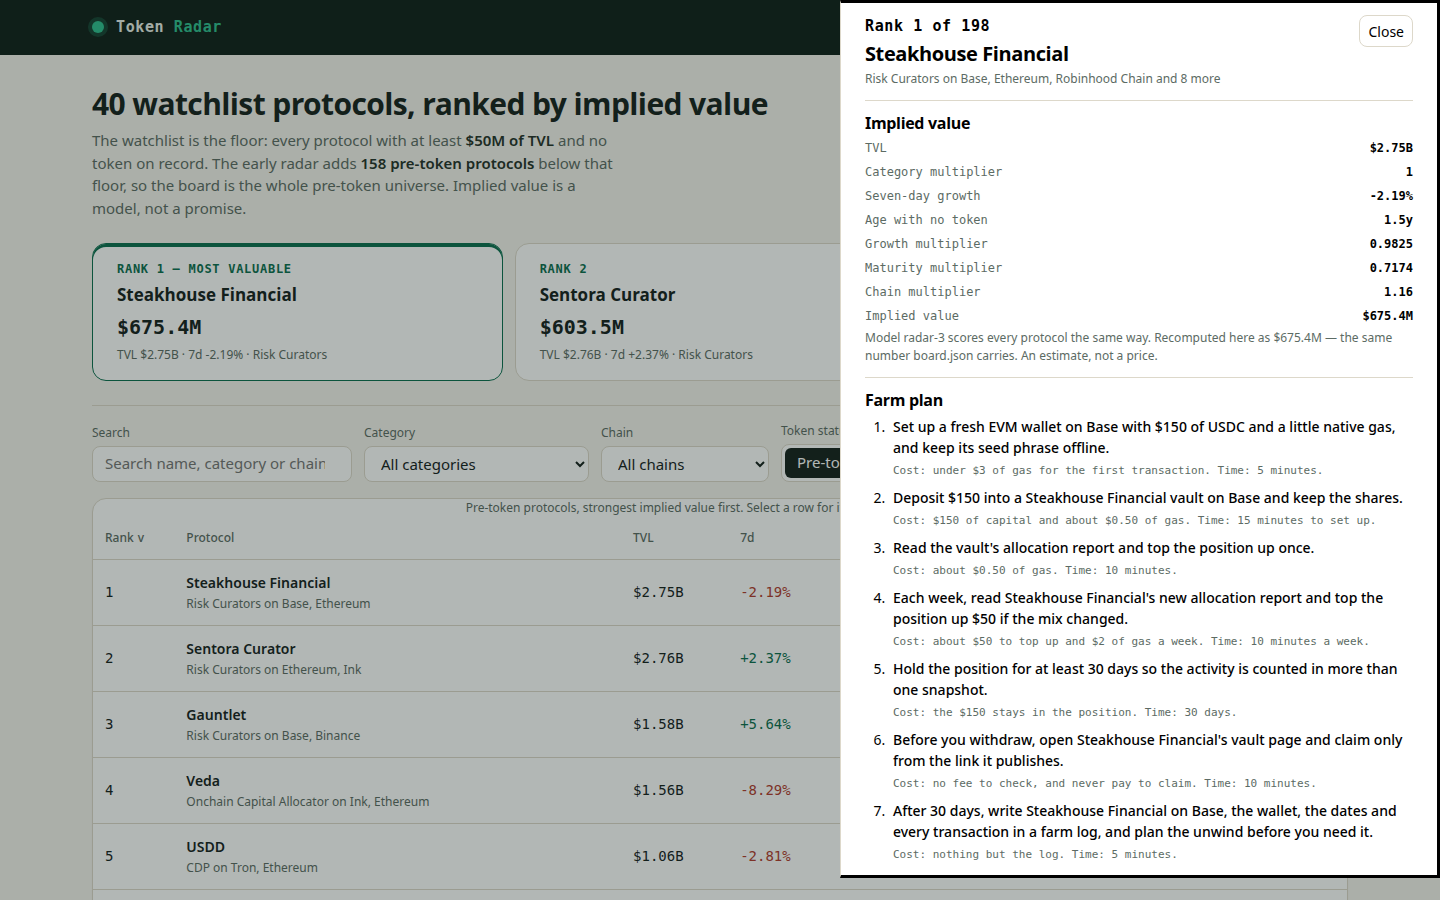 Token Radar
40 watchlist protocols, ranked by implied value
The watchlist is the floor: every protocol with at least $50M of TVL and no
token on record. The early radar adds 158 pre-token protocols below that
floor, so the board is the whole pre-token universe. Implied value is a
model, not a promise.
RANK 1 — MOST VALUABLE
Steakhouse Financial
$675.4M
TVL $2.75B · 7d -2.19% · Risk Curators
RANK 2
Sentora Curator
$603.5M
TVL $2.76B · 7d +2.37% · Risk Curators
Search
Category
Chain
Token stat
Search name, category or chain
All categories
All chains
Pre-to
Pre-token protocols, strongest implied value first. Select a row for i
Rank v Protocol TVL 7d
1 Steakhouse Financial $2.75B -2.19%
Risk Curators on Base, Ethereum
2 Sentora Curator $2.76B +2.37%
Risk Curators on Ethereum, Ink
3 Gauntlet $1.58B +5.64%
Risk Curators on Base, Binance
4 Veda $1.56B -8.29%
Onchain Capital Allocator on Ink, Ethereum
5 USDD $1.06B -2.81%
CDP on Tron, Ethereum
Rank 1 of 198
Close
Steakhouse Financial
Risk Curators on Base, Ethereum, Robinhood Chain and 8 more
Implied value
TVL $2.75B
Category multiplier 1
Seven-day growth -2.19%
Age with no token 1.5y
Growth multiplier 0.9825
Maturity multiplier 0.7174
Chain multiplier 1.16
Implied value $675.4M
Model radar-3 scores every protocol the same way. Recomputed here as $675.4M — the same
number board.json carries. An estimate, not a price.
Farm plan
1. Set up a fresh EVM wallet on Base with $150 of USDC and a little native gas,
and keep its seed phrase offline.
Cost: under $3 of gas for the first transaction. Time: 5 minutes.
2. Deposit $150 into a Steakhouse Financial vault on Base and keep the shares.
Cost: $150 of capital and about $0.50 of gas. Time: 15 minutes to set up.
3. Read the vault's allocation report and top the position up once.
Cost: about $0.50 of gas. Time: 10 minutes.
4. Each week, read Steakhouse Financial's new allocation report and top the
position up $50 if the mix changed.
Cost: about $50 to top up and $2 of gas a week. Time: 10 minutes a week.
5. Hold the position for at least 30 days so the activity is counted in more than
one snapshot.
Cost: the $150 stays in the position. Time: 30 days.
6. Before you withdraw, open Steakhouse Financial's vault page and claim only
from the link it publishes.
Cost: no fee to check, and never pay to claim. Time: 10 minutes.
7. After 30 days, write Steakhouse Financial on Base, the wallet, the dates and
every transaction in a farm log, and plan the unwind before you need it.
Cost: nothing but the log. Time: 5 minutes.